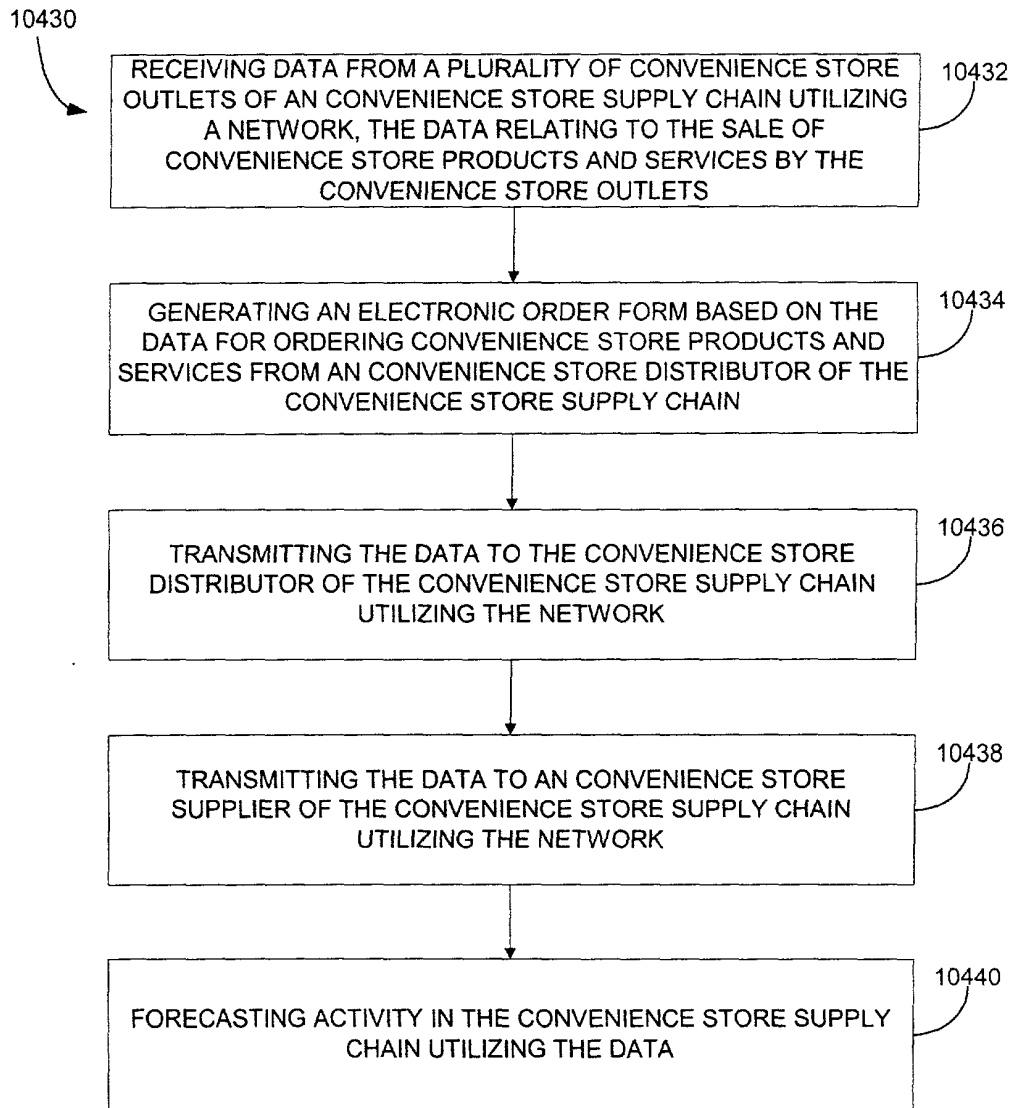 10430
RECEIVING DATA FROM A PLURALITY OF CONVENIENCE STORE
OUTLETS OF AN CONVENIENCE STORE SUPPLY CHAIN UTILIZING
A NETWORK, THE DATA RELATING TO THE SALE OF
CONVENIENCE STORE PRODUCTS AND SERVICES BY THE
CONVENIENCE STORE OUTLETS
10432
GENERATING AN ELECTRONIC ORDER FORM BASED ON THE
DATA FOR ORDERING CONVENIENCE STORE PRODUCTS AND
SERVICES FROM AN CONVENIENCE STORE DISTRIBUTOR OF THE
CONVENIENCE STORE SUPPLY CHAIN
10434
TRANSMITTING THE DATA TO THE CONVENIENCE STORE
DISTRIBUTOR OF THE CONVENIENCE STORE SUPPLY CHAIN
UTILIZING THE NETWORK
10436
TRANSMITTING THE DATA TO AN CONVENIENCE STORE
SUPPLIER OF THE CONVENIENCE STORE SUPPLY CHAIN
UTILIZING THE NETWORK
10438
FORECASTING ACTIVITY IN THE CONVENIENCE STORE SUPPLY
CHAIN UTILIZING THE DATA
10440